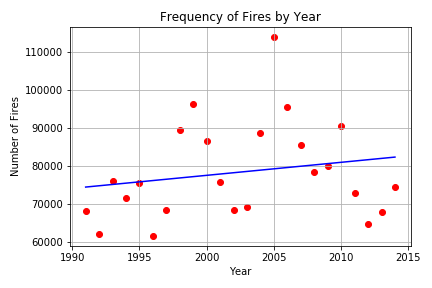 Frequency of Fires by Year
110000
100000
90000
80000
70000
60000
Number of Fires
1990 1995 2000 2005 2010 2015
Year